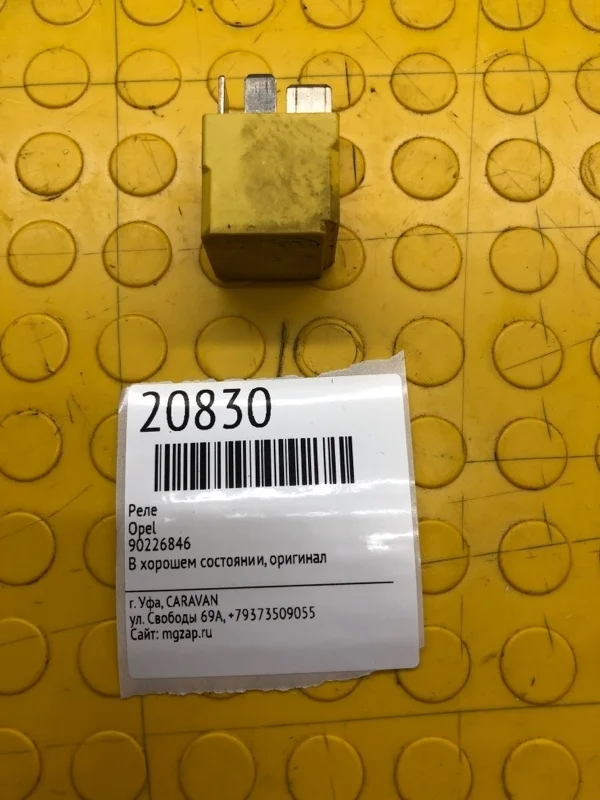 20830
Реле
Opel
90226846
В хорошем состоянии, оригинал
г. Уфа, CARAVAN
ул. Свободы 69А, +79373509055
Сайт: mgzap.ru